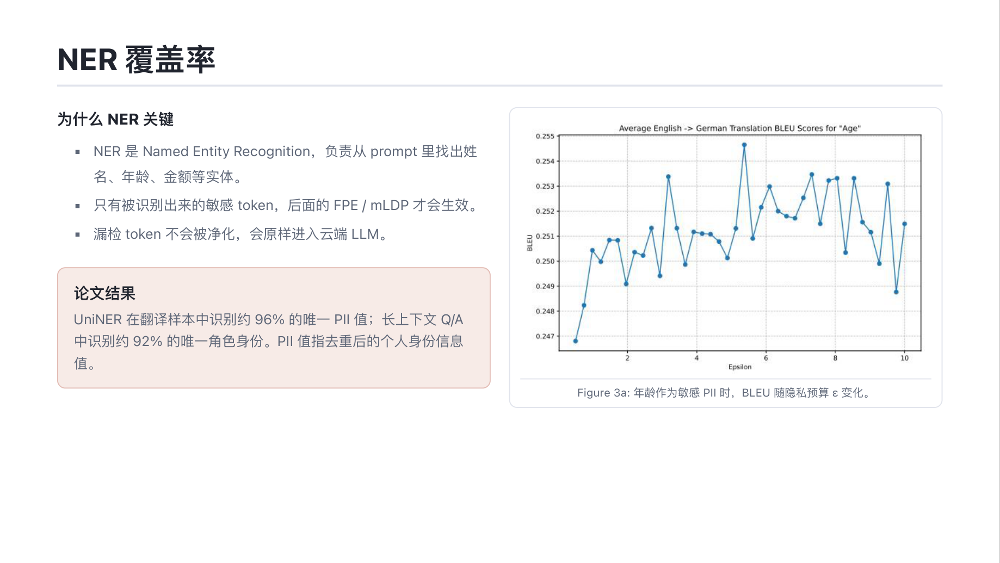 NER 覆盖率
为什么 NER 关键
▪ NER 是 Named Entity Recognition，负责从 prompt 里找出姓
名、年龄、金额等实体。
▪ 只有被识别出来的敏感 token，后面的 FPE / mLDP 才会生效。
▪ 漏检 token 不会被净化，会原样进入云端 LLM。
论文结果
UniNER 在翻译样本中识别约 96% 的唯一 PII 值；长上下文 Q/A
中识别约 92% 的唯一角色身份。PII 值指去重后的个人身份信息
值。
Average English -> German Translation BLEU Scores for "Age"
0.255
0.254
0.253
0.252
0.251
0.250
0.249
0.248
0.247
BLEU
2 4 6 8 10
Epsilon
Figure 3a: 年龄作为敏感 PII 时，BLEU 随隐私预算 ε 变化。